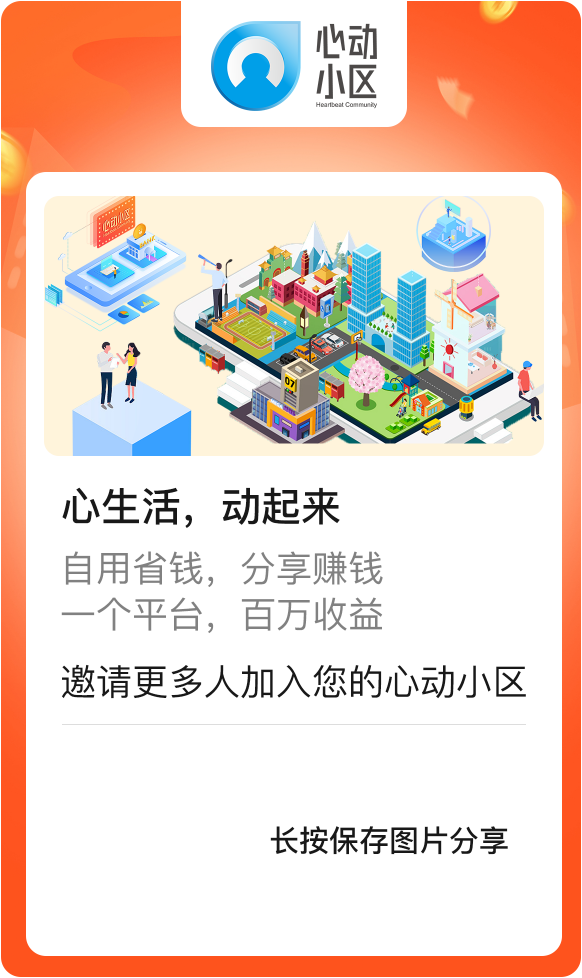 心动
小区
Heartbeat Community
心动小区
07
心生活，动起来
自用省钱，分享赚钱
一个平台，百万收益
邀请更多人加入您的心动小区
长按保存图片分享